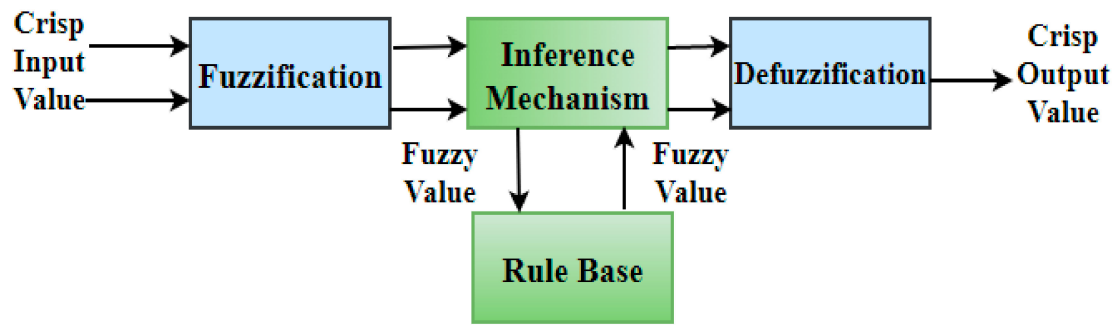 Crisp
Input
Value
Fuzzification
Inference
Mechanism
Defuzzification
Crisp
Output
Value
Fuzzy
Value
Fuzzy
Value
Rule Base